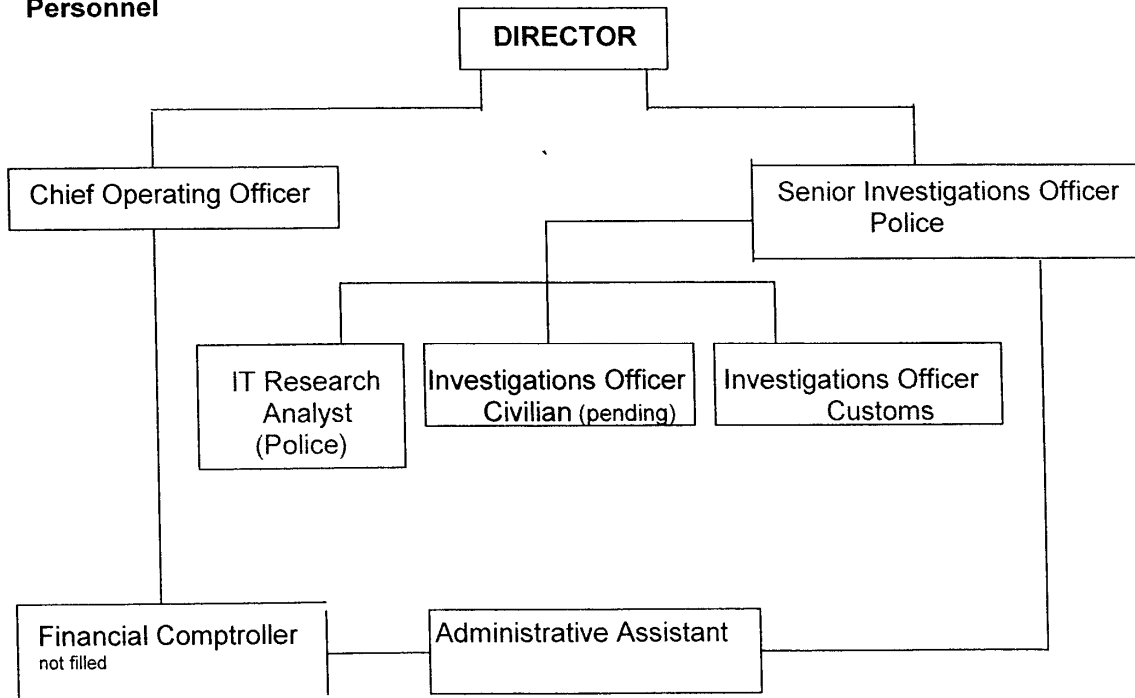 Personnel
DIRECTOR
Chief Operating Officer
Senior Investigations Officer
Police
IT Research
Analyst
(Police)
Investigations Officer
Civilian (pending)
Investigations Officer
Customs
Financial Comptroller
not filled
Administrative Assistant